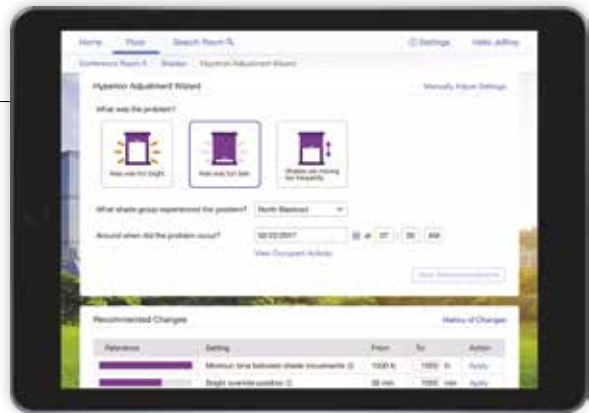 Home Floor Search Room
Settings Hello Jeffrey
Conference Room Shades Hyperion Adjustment Wizard
Hyperion Adjustment Wizard
Manually Adjust Settings
What was the problem?
Area was too bright
Area was too dark
Shades are moving
too frequently
What shade group experienced the problem? North Blackout
Around when did the problem occur? at AM
View Occupant Activity
Recommended Changes
History of Changes
Relevance Setting From To Action
Minimum time between shade movements Apply
Bright override position Apply